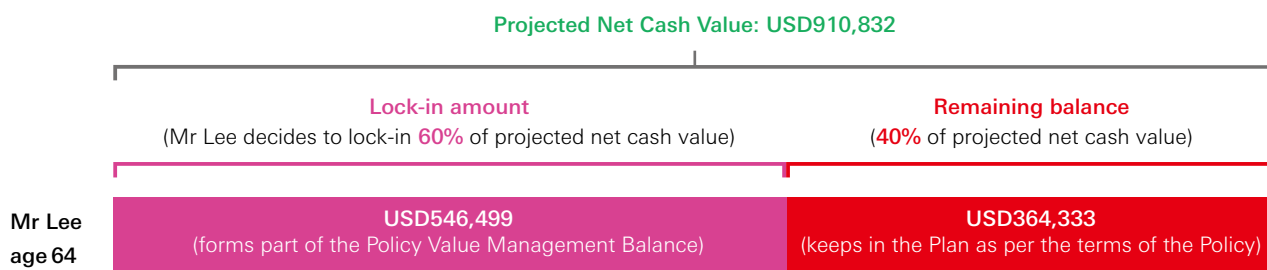 Projected Net Cash Value: USD910,832
Lock-in amount
(Mr Lee decides to lock-in 60% of projected net cash value)
Remaining balance
(40% of projected net cash value)
Mr Lee
age 64
USD546,499
(forms part of the Policy Value Management Balance)
USD364,333
(keeps in the Plan as per the terms of the Policy)